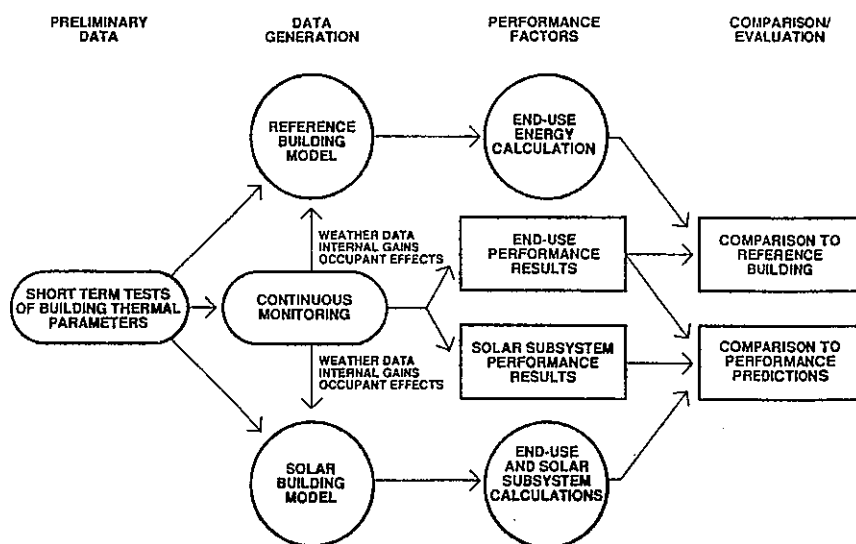 PRELIMINARY
DATA
DATA
GENERATION
PERFORMANCE
FACTORS
COMPARISON/
EVALUATION
REFERENCE
BUILDING
MODEL
END-USE
ENERGY
CALCULATION
WEATHER DATA
INTERNAL GAINS
OCCUPANT EFFECTS
SHORT TERM TESTS
OF BUILDING THERMAL
PARAMETERS
CONTINUOUS
MONITORING
END-USE
PERFORMANCE
RESULTS
COMPARISON TO
REFERENCE
BUILDING
SOLAR SUBSYSTEM
PERFORMANCE
RESULTS
COMPARISON TO
PERFORMANCE
PREDICTIONS
WEATHER DATA
INTERNAL GAINS
OCCUPANT EFFECTS
SOLAR
BUILDING
MODEL
END-USE
AND SOLAR
SUBSYSTEM
CALCULATIONS